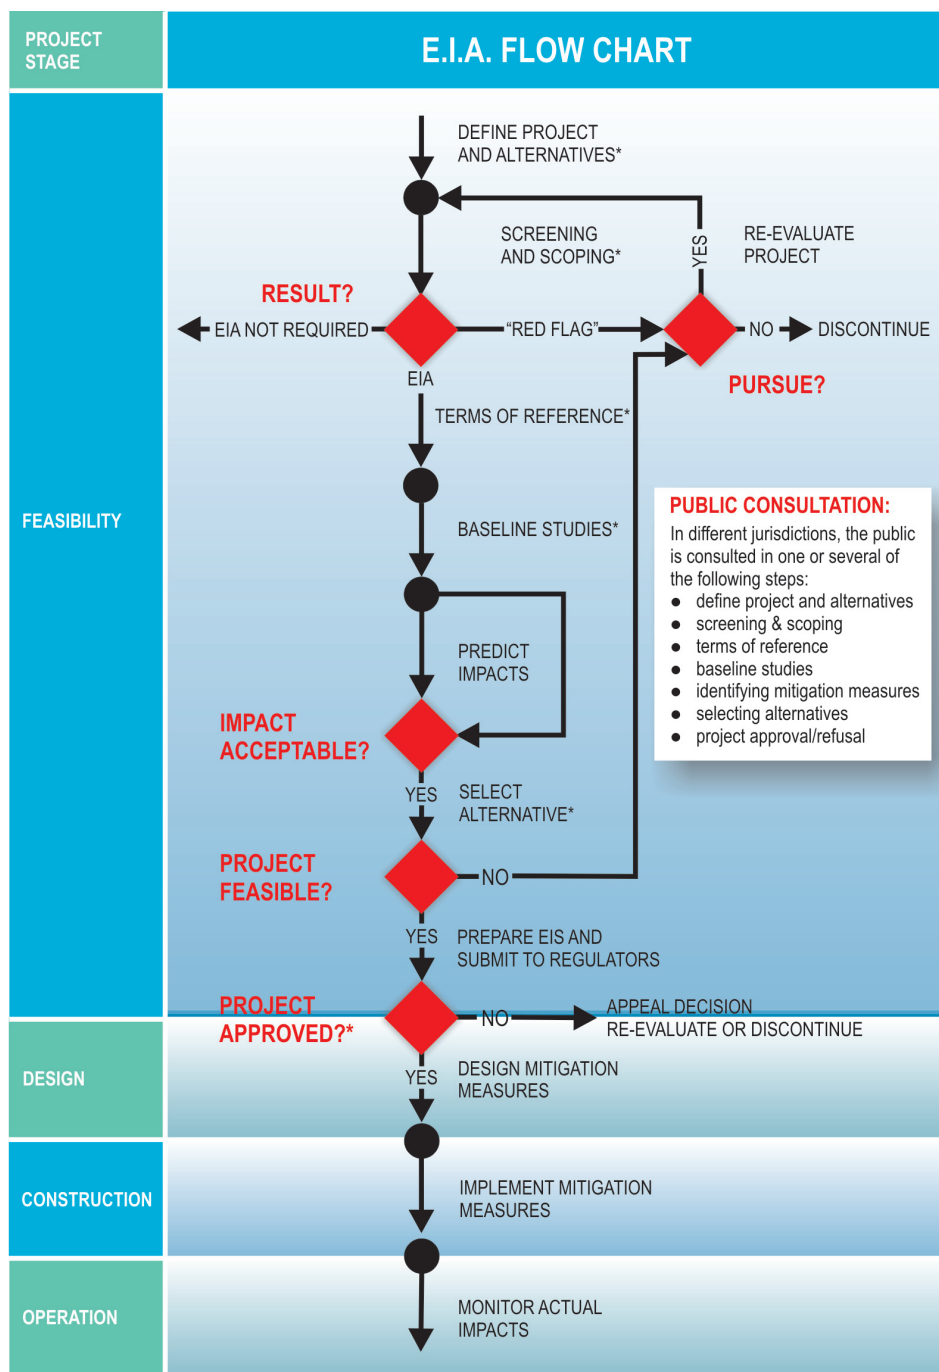 PROJECT
STAGE
E.I.A. FLOW CHART
DEFINE PROJECT
AND ALTERNATIVES*
SCREENING
AND SCOPING*
YES
RE-EVALUATE
PROJECT
RESULT?
EIA NOT REQUIRED
“RED FLAG”
NO
DISCONTINUE
EIA
PURSUE?
TERMS OF REFERENCE*
FEASIBILITY
BASELINE STUDIES*
PUBLIC CONSULTATION:
In different jurisdictions, the public
is consulted in one or several of
the following steps:
● define project and alternatives
● screening & scoping
● terms of reference
● baseline studies
● identifying mitigation measures
● selecting alternatives
● project approval/refusal
PREDICT
IMPACTS
IMPACT
ACCEPTABLE?
YES
SELECT
ALTERNATIVE*
PROJECT
FEASIBLE?
NO
YES
PREPARE EIS AND
SUBMIT TO REGULATORS
PROJECT
APPROVED?*
NO
APPEAL DECISION
RE-EVALUATE OR DISCONTINUE
DESIGN
YES
DESIGN MITIGATION
MEASURES
CONSTRUCTION
IMPLEMENT MITIGATION
MEASURES
OPERATION
MONITOR ACTUAL
IMPACTS